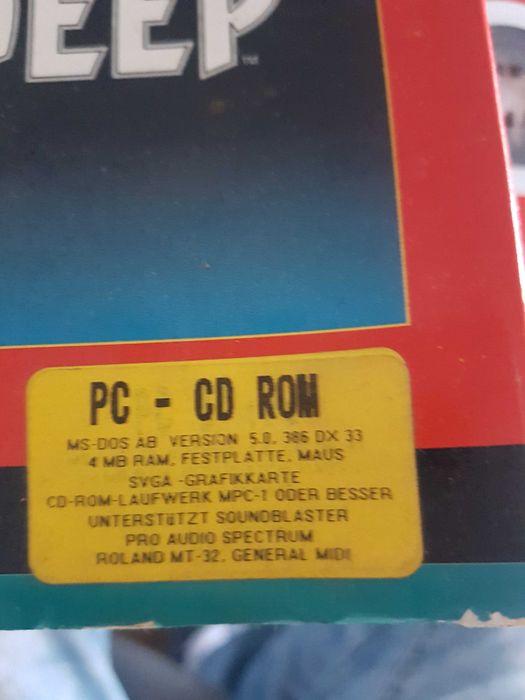 DEEP™
PC - CD ROM
MS-DOS AB VERSION 5.0, 386 DX 33
4 MB RAM, FESTPLATTE, MAUS
SVGA -GRAFIKKARTE
CD-ROM-LAUFWERK MPC-1 ODER BESSER
UNTERSTüTZT SOUNDBLASTER
PRO AUDIO SPECTRUM
ROLAND MT-32, GENERAL MIDI